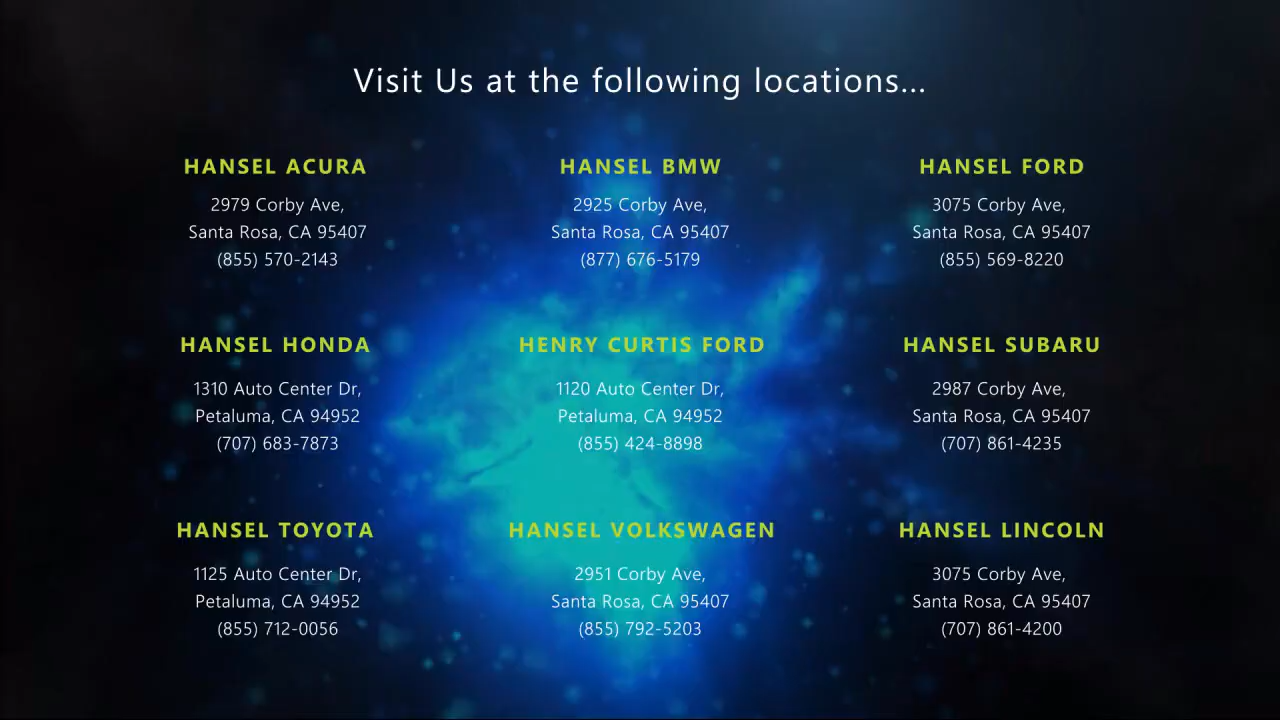 Visit Us at the following locations...
HANSEL ACURA
2979 Corby Ave,
Santa Rosa, CA 95407
(855) 570-2143
HANSEL BMW
2925 Corby Ave,
Santa Rosa, CA 95407
(877) 676-5179
HANSEL FORD
3075 Corby Ave,
Santa Rosa, CA 95407
(855) 569-8220
HANSEL HONDA
1310 Auto Center Dr,
Petaluma, CA 94952
(707) 683-7873
HENRY CURTIS FORD
1120 Auto Center Dr,
Petaluma, CA 94952
(855) 424-8898
HANSEL SUBARU
2987 Corby Ave,
Santa Rosa, CA 95407
(707) 861-4235
HANSEL TOYOTA
1125 Auto Center Dr,
Petaluma, CA 94952
(855) 712-0056
HANSEL VOLKSWAGEN
2951 Corby Ave,
Santa Rosa, CA 95407
(855) 792-5203
HANSEL LINCOLN
3075 Corby Ave,
Santa Rosa, CA 95407
(707) 861-4200